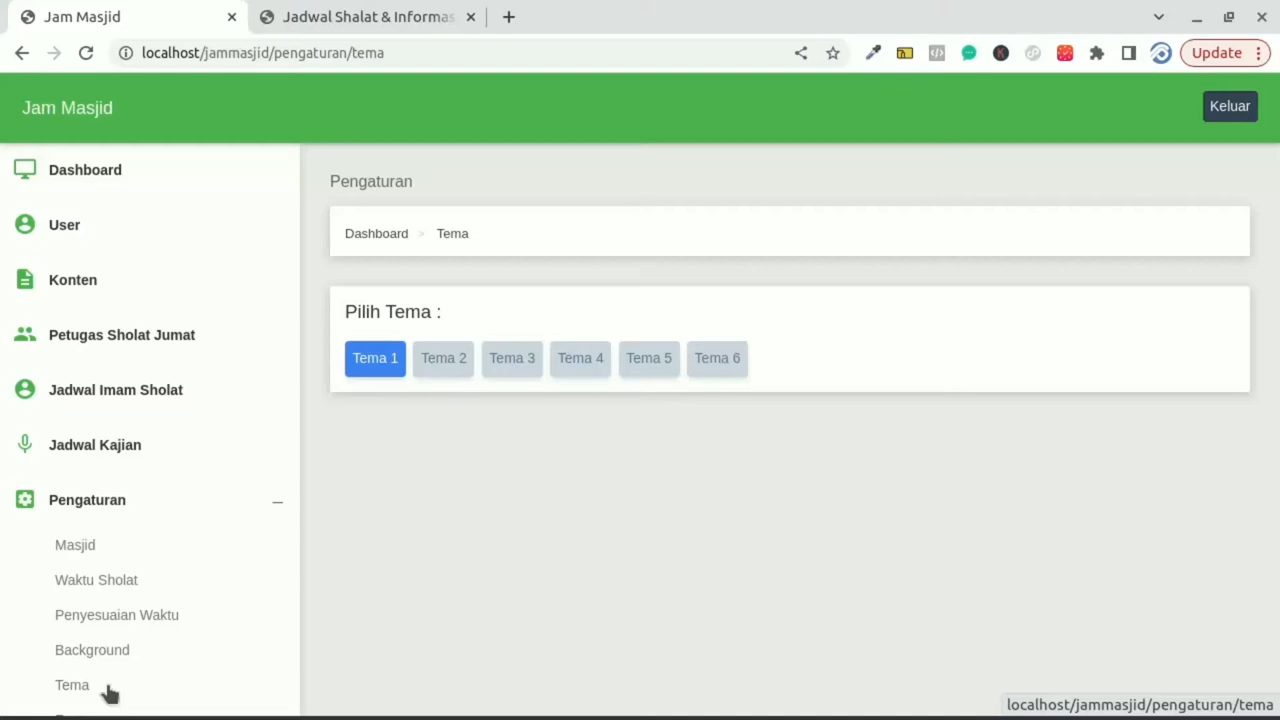 Jam Masjid
Jadwal Shalat & Informas
localhost/jammasjid/pengaturan/tema
Update
Jam Masjid
Keluar
Dashboard
User
Konten
Petugas Sholat Jumat
Jadwal Imam Sholat
Jadwal Kajian
Pengaturan
Masjid
Waktu Sholat
Penyesuaian Waktu
Background
Tema
Pengaturan
Dashboard > Tema
Pilih Tema :
Tema 1 Tema 2 Tema 3 Tema 4 Tema 5 Tema 6
localhost/jammasjid/pengaturan/tema